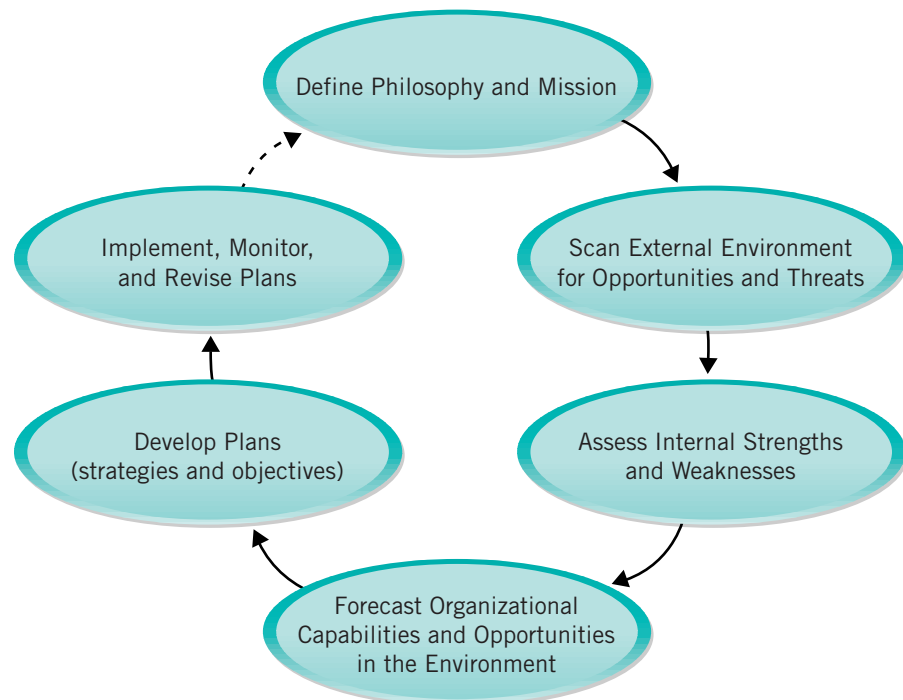 Define Philosophy and Mission
Scan External Environment
for Opportunities and Threats
Assess Internal Strengths
and Weaknesses
Forecast Organizational
Capabilities and Opportunities
in the Environment
Develop Plans
(strategies and objectives)
Implement, Monitor,
and Revise Plans